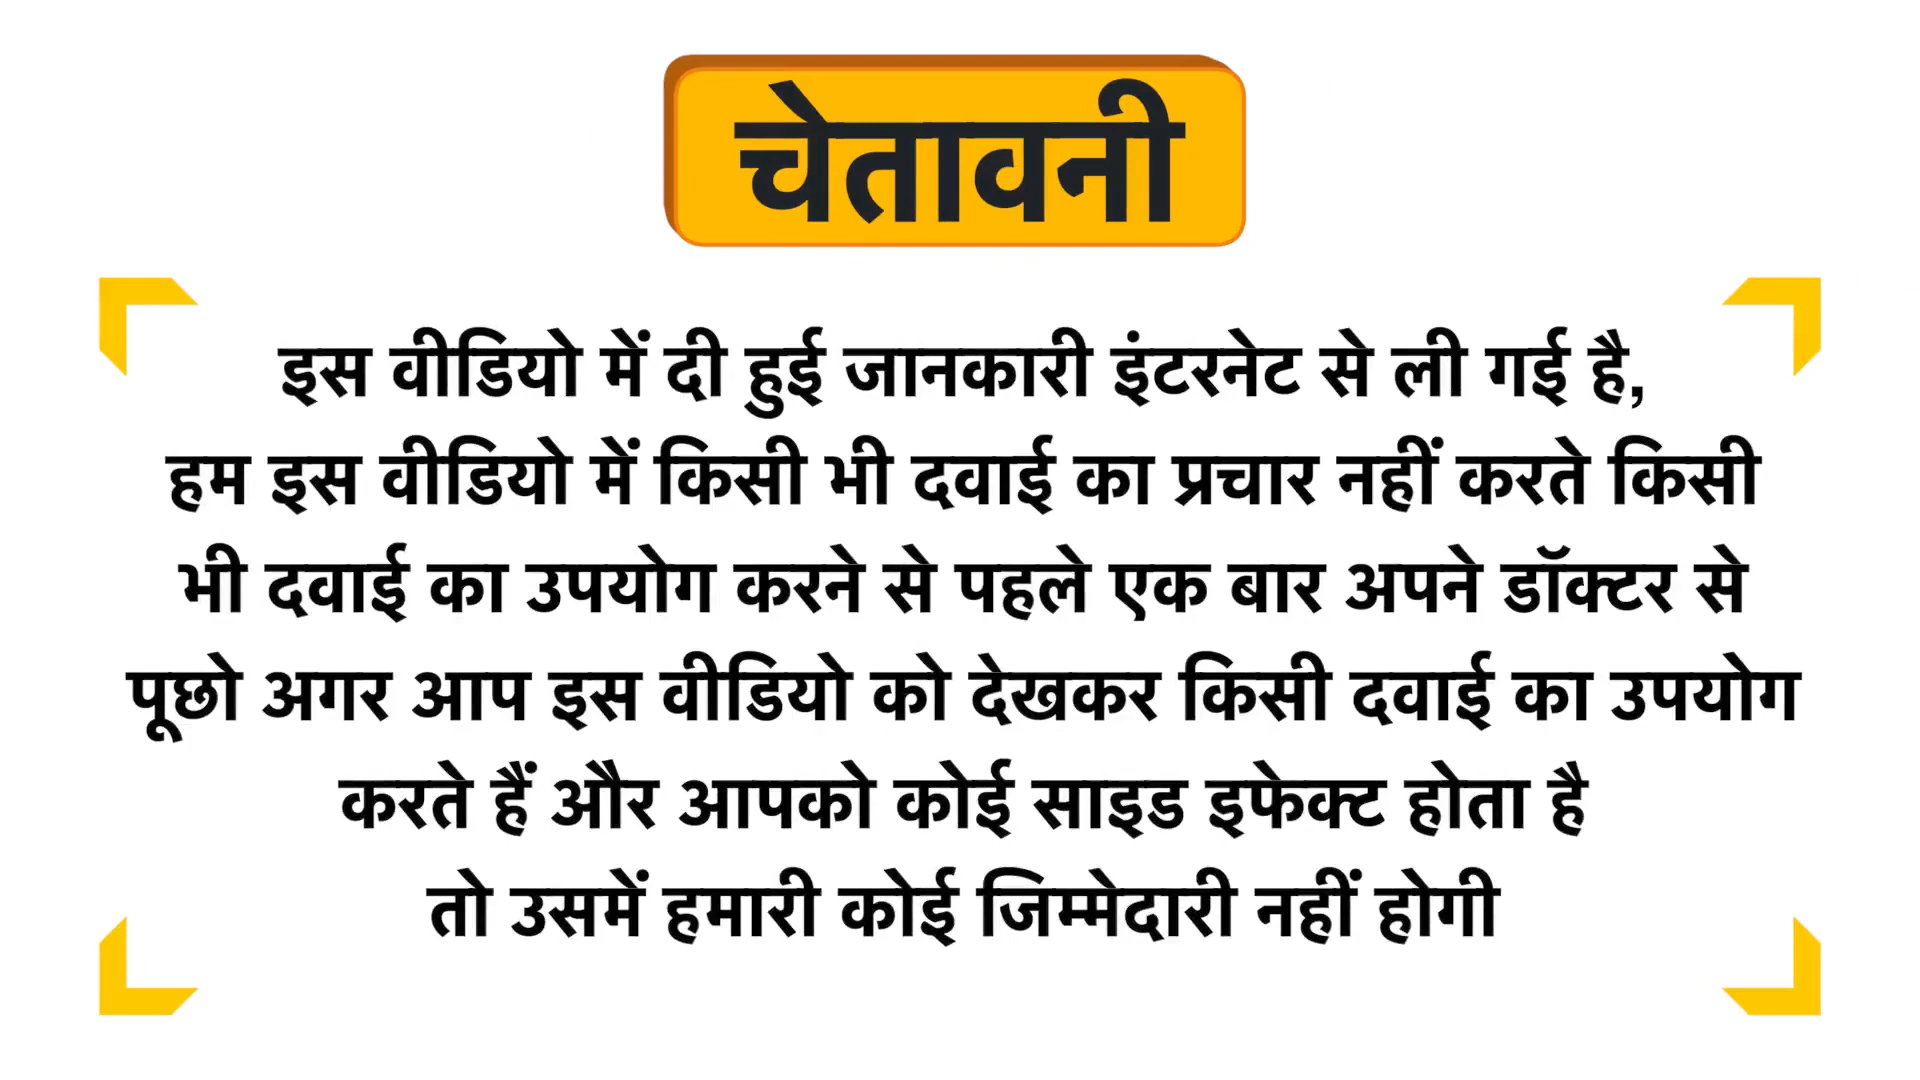 चेतावनी
इस वीडियो में दी हुई जानकारी इंटरनेट से ली गई है,
हम इस वीडियो में किसी भी दवाई का प्रचार नहीं करते किसी
भी दवाई का उपयोग करने से पहले एक बार अपने डॉक्टर से
पूछो अगर आप इस वीडियो को देखकर किसी दवाई का उपयोग
करते हैं और आपको कोई साइड इफेक्ट होता है
तो उसमें हमारी कोई जिम्मेदारी नहीं होगी